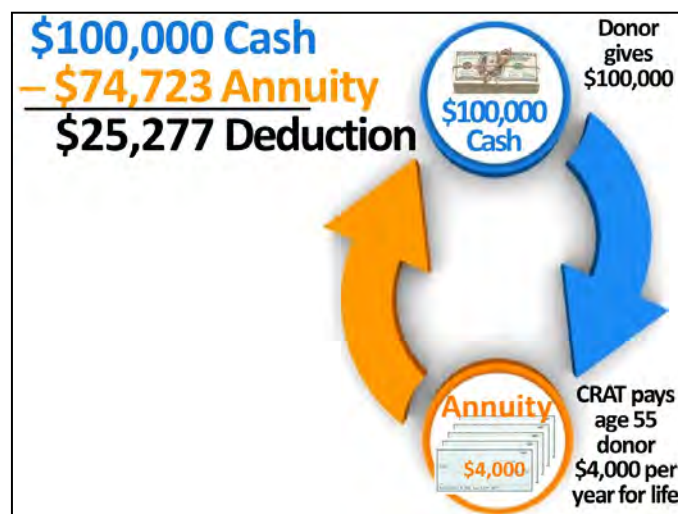 $100,000 Cash
– $74,723 Annuity
$25,277 Deduction
$100,000
Cash
Donor
gives
$100,000
Annuity
$4,000
CRAT pays
age 55
donor
$4,000 per
year for life